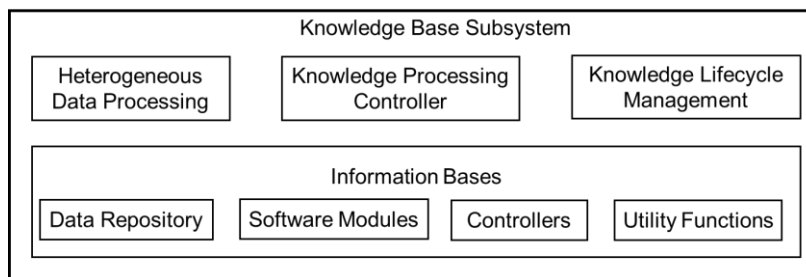 Knowledge Base Subsystem
Heterogeneous
Data Processing
Knowledge Processing
Controller
Knowledge Lifecycle
Management
Information Bases
Data Repository
Software Modules
Controllers
Utility Functions